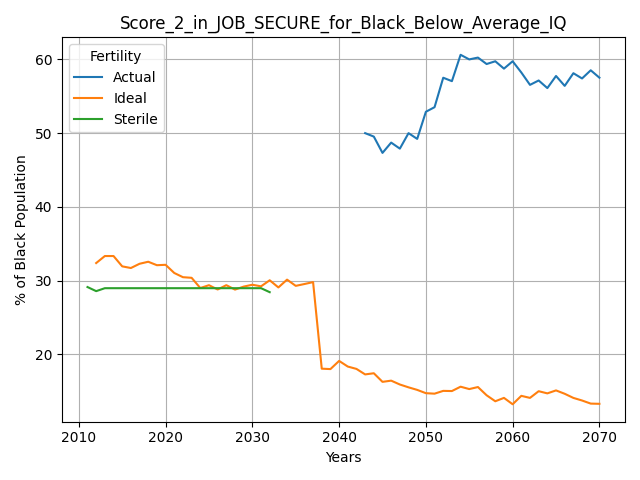 Score_2_in_JOB_SECURE_for_Black_Below_Average_IQ
Fertility
Actual
Ideal
Sterile
% of Black Population
60
50
40
30
20
2010 2020 2030 2040 2050 2060 2070
Years